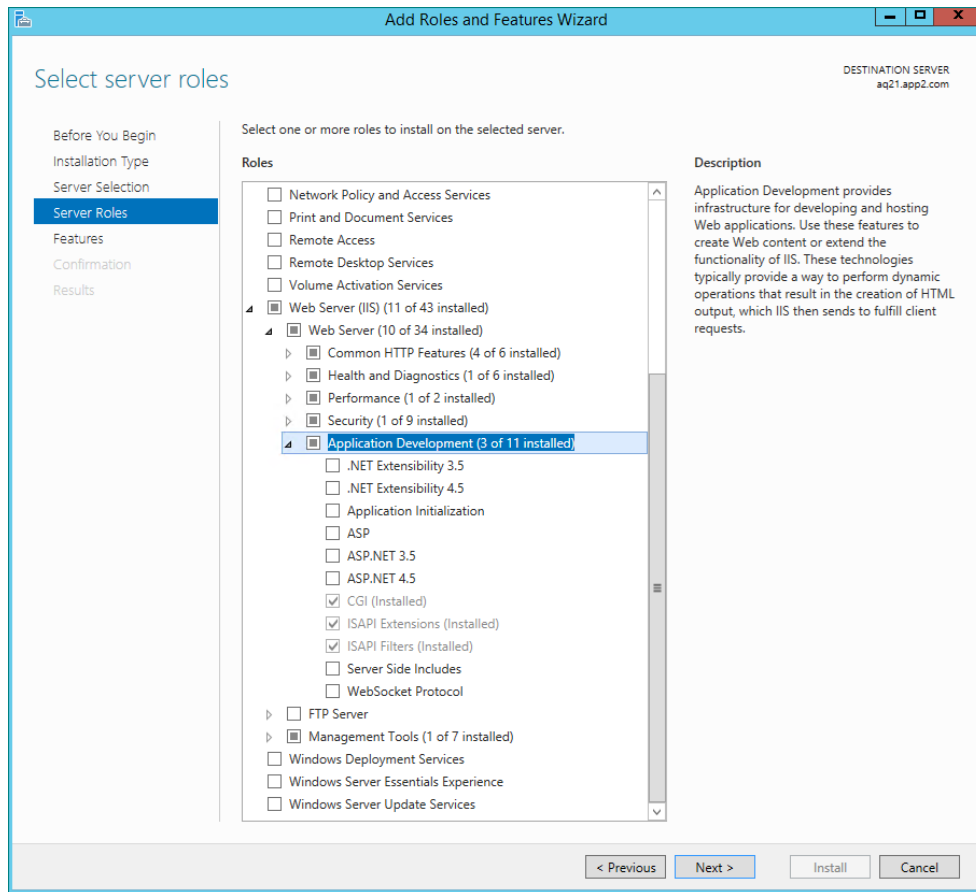 Add Roles and Features Wizard
Select server roles
DESTINATION SERVER
aq21.app2.com
Before You Begin
Installation Type
Server Selection
Server Roles
Features
Confirmation
Results
Select one or more roles to install on the selected server.
Roles
Network Policy and Access Services
Print and Document Services
Remote Access
Remote Desktop Services
Volume Activation Services
Web Server (IIS) (11 of 43 installed)
Web Server (10 of 34 installed)
Common HTTP Features (4 of 6 installed)
Health and Diagnostics (1 of 6 installed)
Performance (1 of 2 installed)
Security (1 of 9 installed)
Application Development (3 of 11 installed)
.NET Extensibility 3.5
.NET Extensibility 4.5
Application Initialization
ASP
ASP.NET 3.5
ASP.NET 4.5
CGI (Installed)
ISAPI Extensions (Installed)
ISAPI Filters (Installed)
Server Side Includes
WebSocket Protocol
FTP Server
Management Tools (1 of 7 installed)
Windows Deployment Services
Windows Server Essentials Experience
Windows Server Update Services
Description
Application Development provides
infrastructure for developing and hosting
Web applications. Use these features to
create Web content or extend the
functionality of IIS. These technologies
typically provide a way to perform dynamic
operations that result in the creation of HTML
output, which IIS then sends to fulfill client
requests.
< Previous
Next >
Install
Cancel